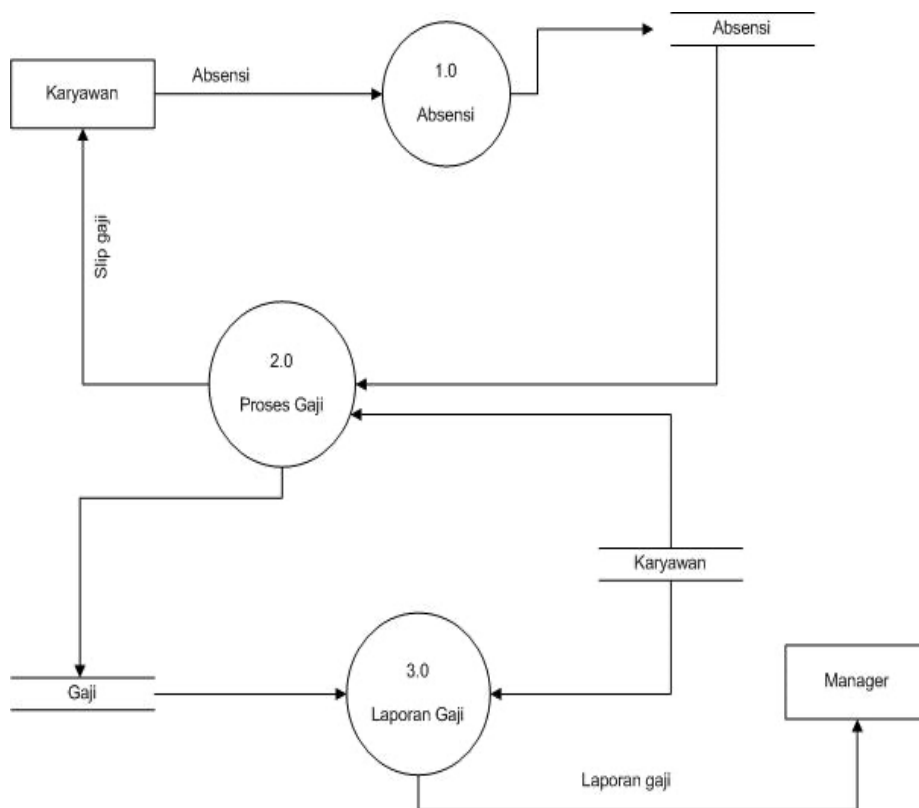 Absensi
Karyawan
Absensi
1.0
Absensi
Slip gaji
2.0
Proses Gaji
Karyawan
Gaji
3.0
Laporan Gaji
Manager
Laporan gaji